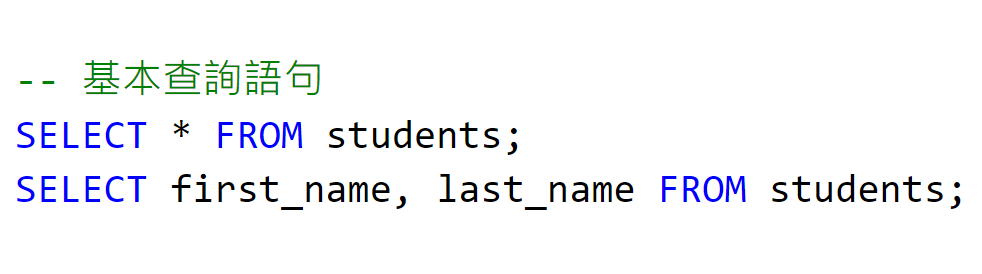 -- 基本查詢語句
SELECT * FROM students;
SELECT first_name, last_name FROM students;